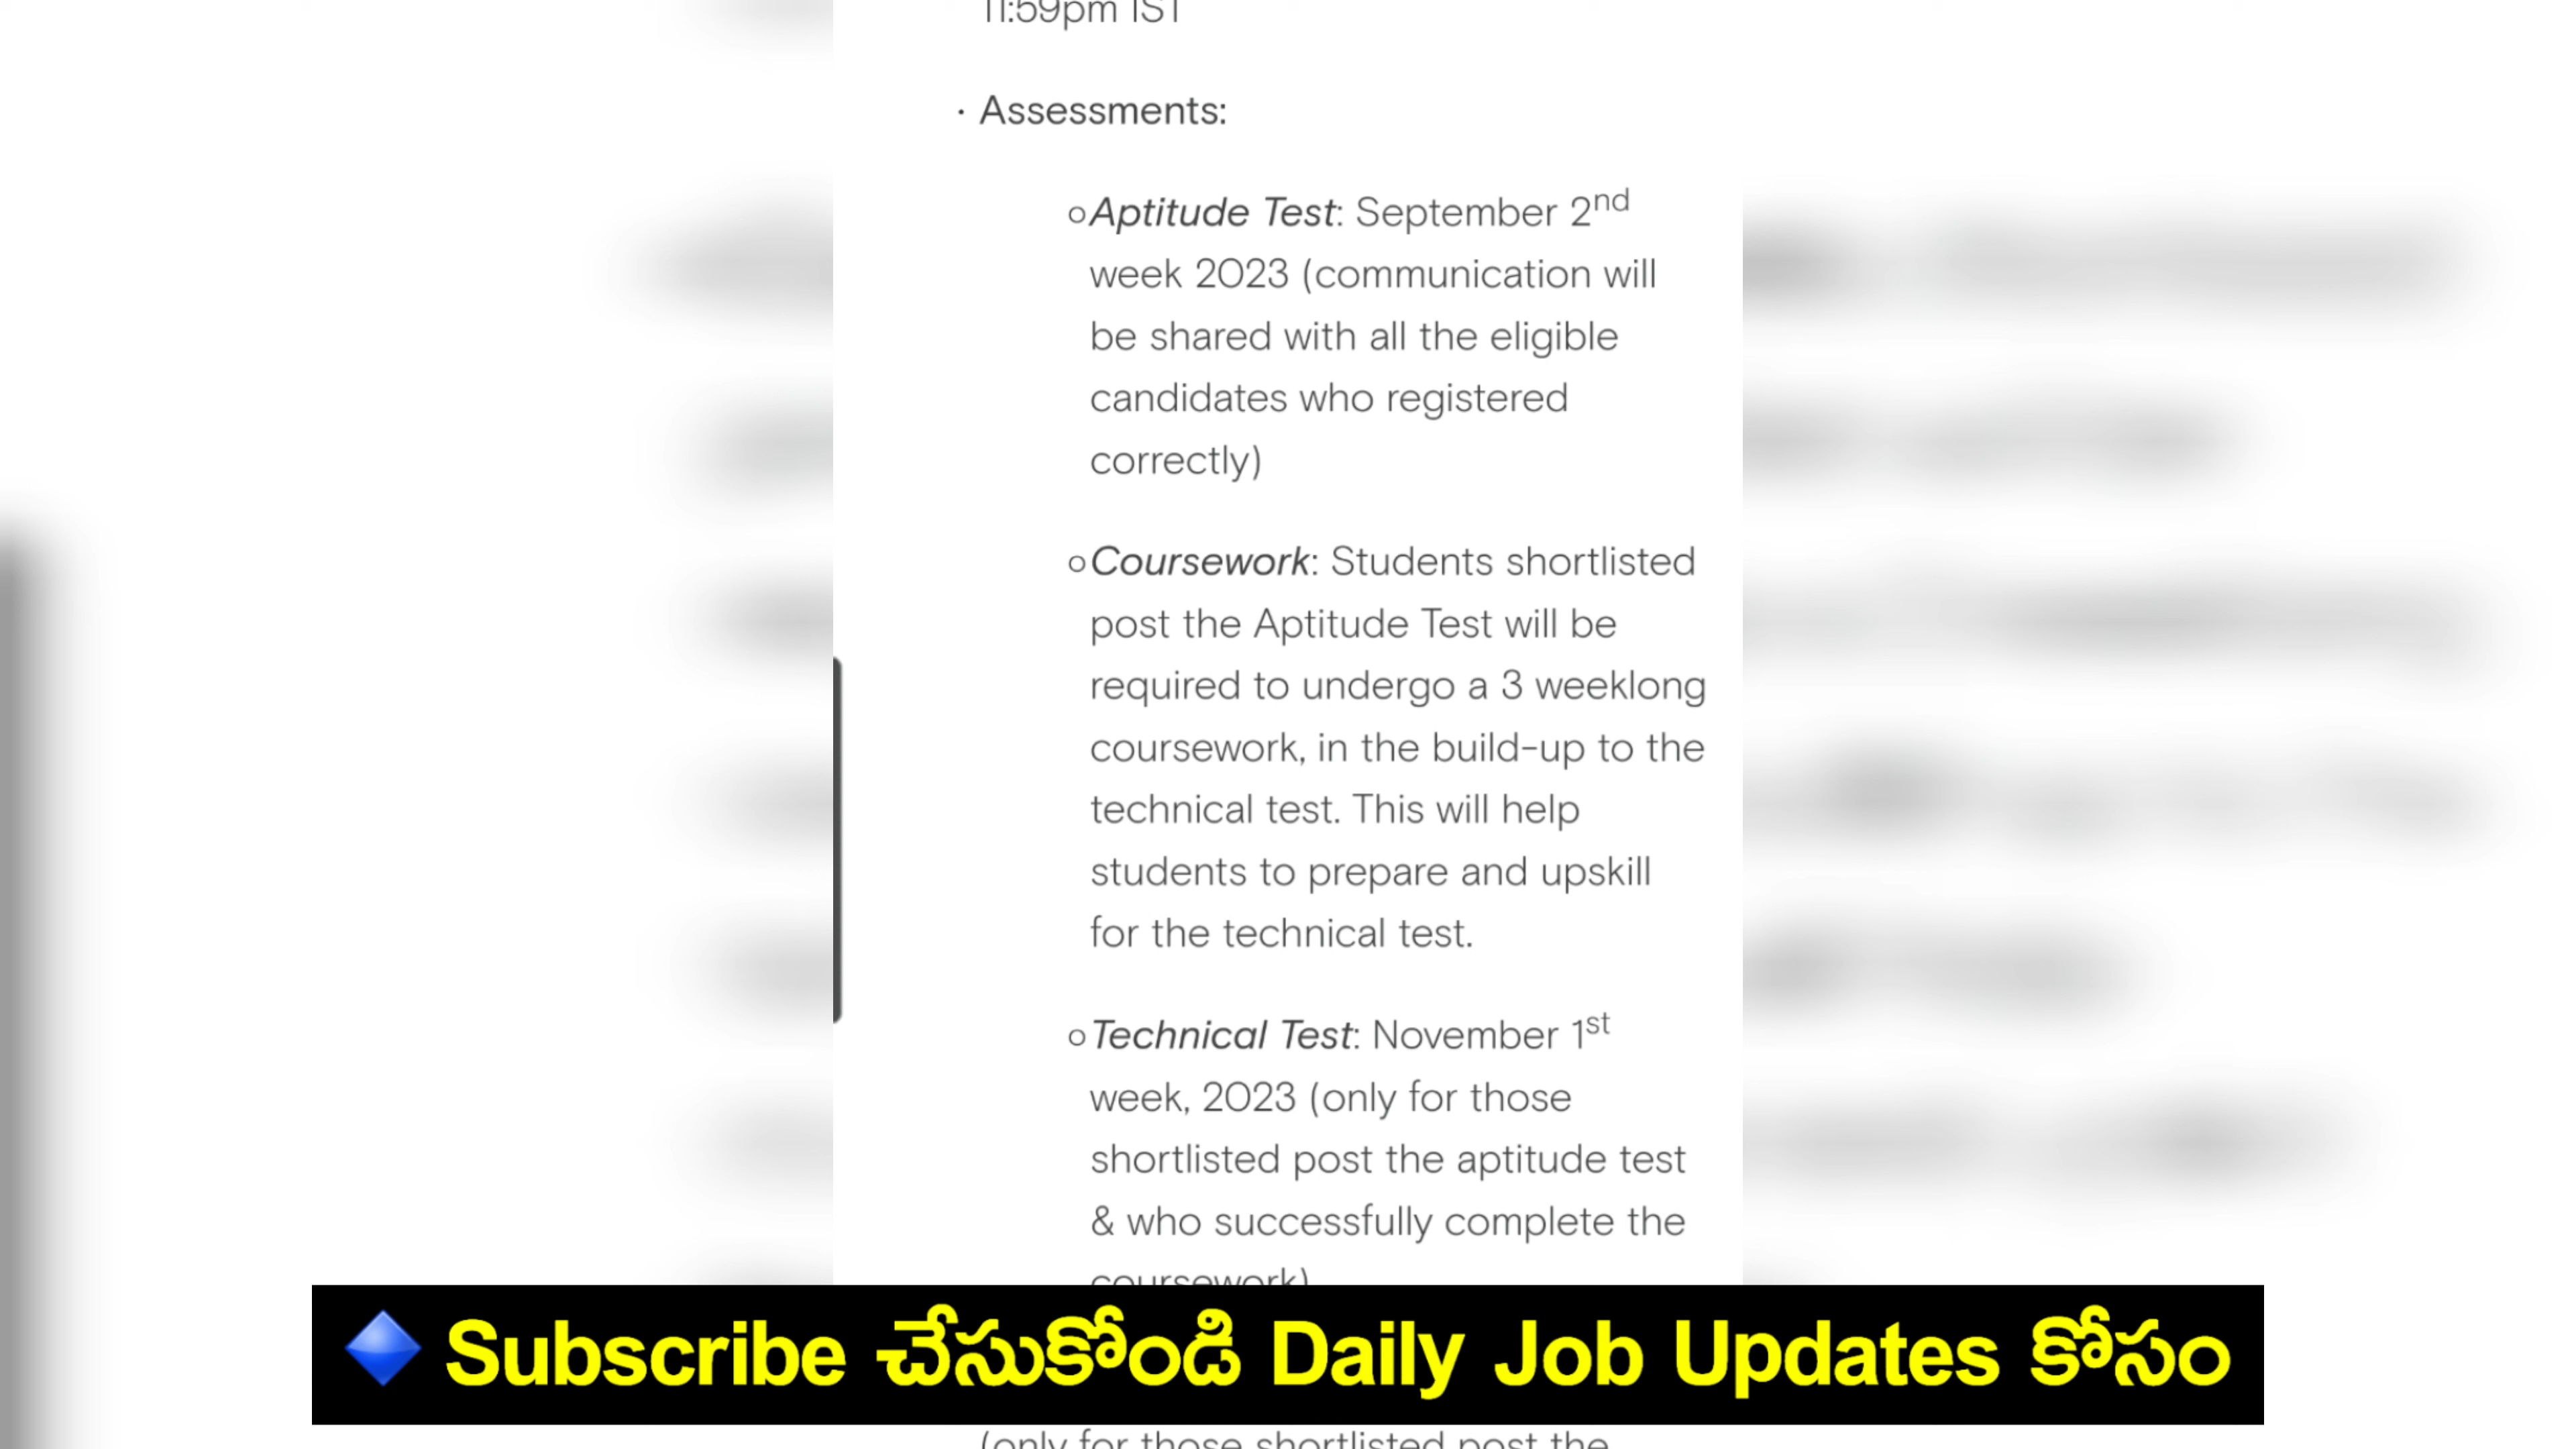 11:59pm IST
· Assessments:
o Aptitude Test: September 2nd
week 2023 (communication will
be shared with all the eligible
candidates who registered
correctly)
o Coursework: Students shortlisted
post the Aptitude Test will be
required to undergo a 3 weeklong
coursework, in the build-up to the
technical test. This will help
students to prepare and upskill
for the technical test.
o Technical Test: November 1st
week, 2023 (only for those
shortlisted post the aptitude test
& who successfully complete the
coursework)
Subscribe చేసుకోండి Daily Job Updates కోసం
(only for those shortlisted post the